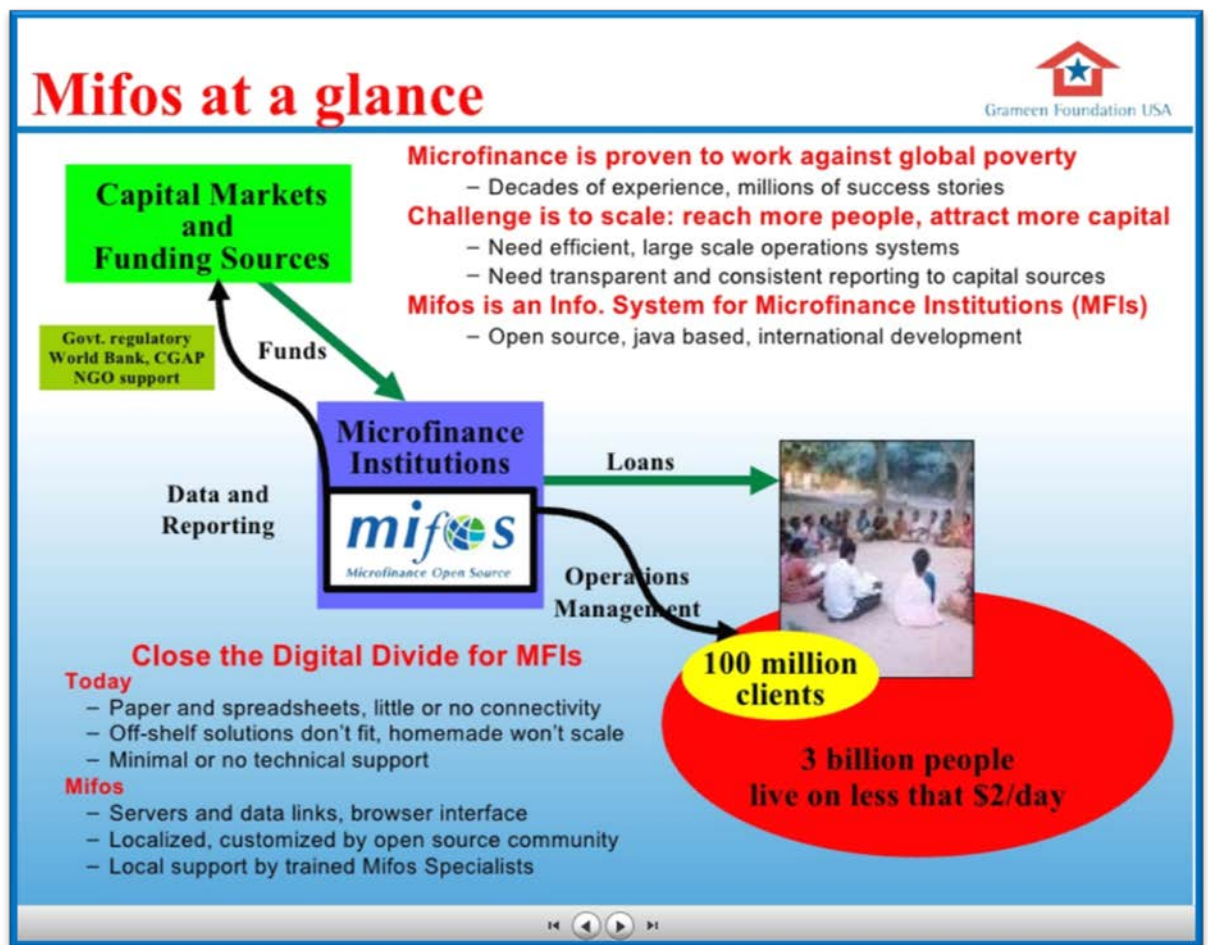 Mifos at a glance
Grameen Foundation USA
Capital Markets
and
Funding Sources
Microfinance is proven to work against global poverty
– Decades of experience, millions of success stories
Challenge is to scale: reach more people, attract more capital
– Need efficient, large scale operations systems
– Need transparent and consistent reporting to capital sources
Mifos is an Info. System for Microfinance Institutions (MFIs)
– Open source, java based, international development
Govt. regulatory
World Bank, CGAP
NGO support
Funds
Microfinance
Institutions
Loans
Data and
Reporting
mifos
Microfinance Open Source
Operations
Management
Close the Digital Divide for MFIs
Today
– Paper and spreadsheets, little or no connectivity
– Off-shelf solutions don't fit, homemade won't scale
– Minimal or no technical support
Mifos
– Servers and data links, browser interface
– Localized, customized by open source community
– Local support by trained Mifos Specialists
100 million
clients
3 billion people
live on less that $2/day